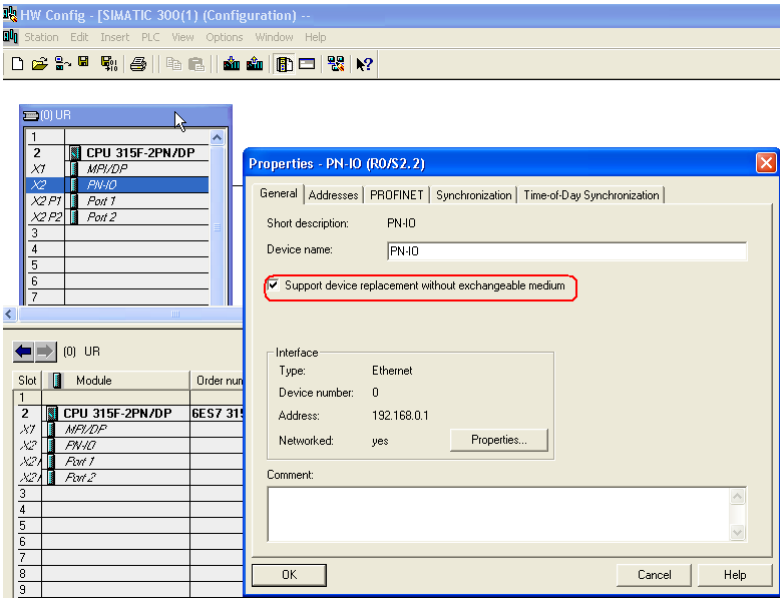 HW Config - [SIMATIC 300(1) (Configuration) --
Station Edit Insert PLC View Options Window Help
(0) UR
1
2 CPU 315F-2PN/DP
X1 MPI/DP
X2 PN-IO
X2 P1 Port 1
X2 P2 Port 2
3
4
5
6
7
Properties - PN-IO (R0/S2.2)
General Addresses PROFINET Synchronization Time-of-Day Synchronization
Short description: PN-IO
Device name: PN-IO
Support device replacement without exchangeable medium
Interface
Type: Ethernet
Device number: 0
Address: 192.168.0.1
Networked: yes Properties...
Comment:
OK Cancel Help
(0) UR
Slot Module Order num
1
2 CPU 315F-2PN/DP 6ES7 315
X1 MPI/DP
X2 PN-IO
X2 Port 1
X2 Port 2
3
4
5
6
7
8
9